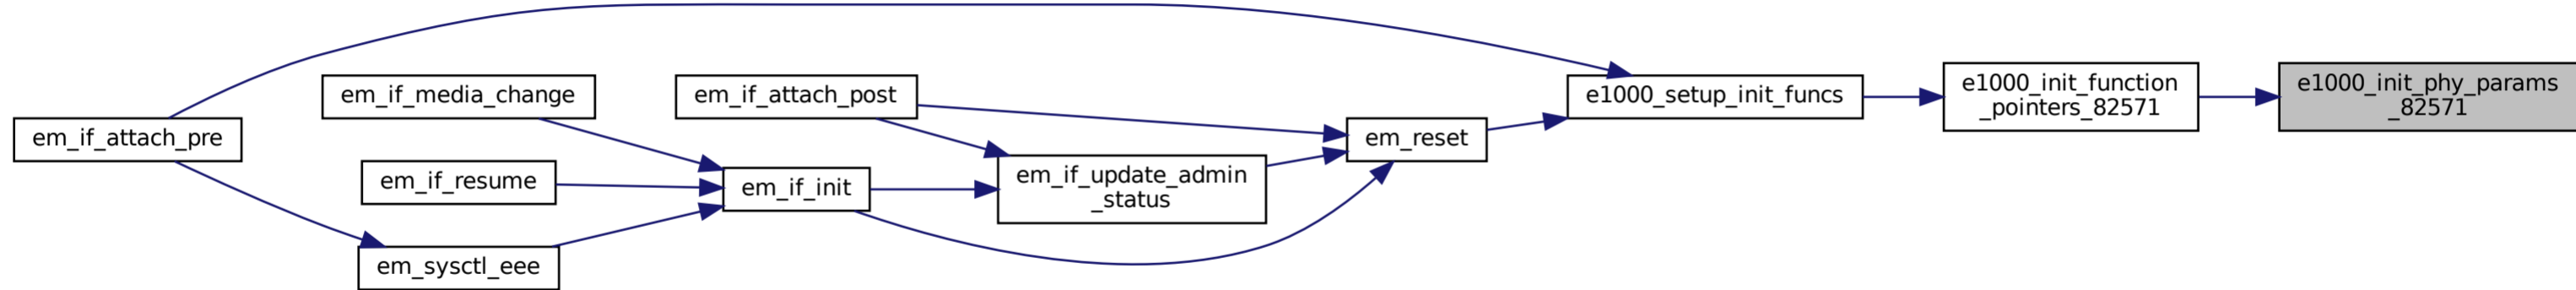 em_if_attach_pre
em_if_media_change
em_if_resume
em_sysctl_eee
em_if_attach_post
em_if_init
em_if_update_admin
_status
em_reset
e1000_setup_init_funcs
e1000_init_function
_pointers_82571
e1000_init_phy_params
_82571